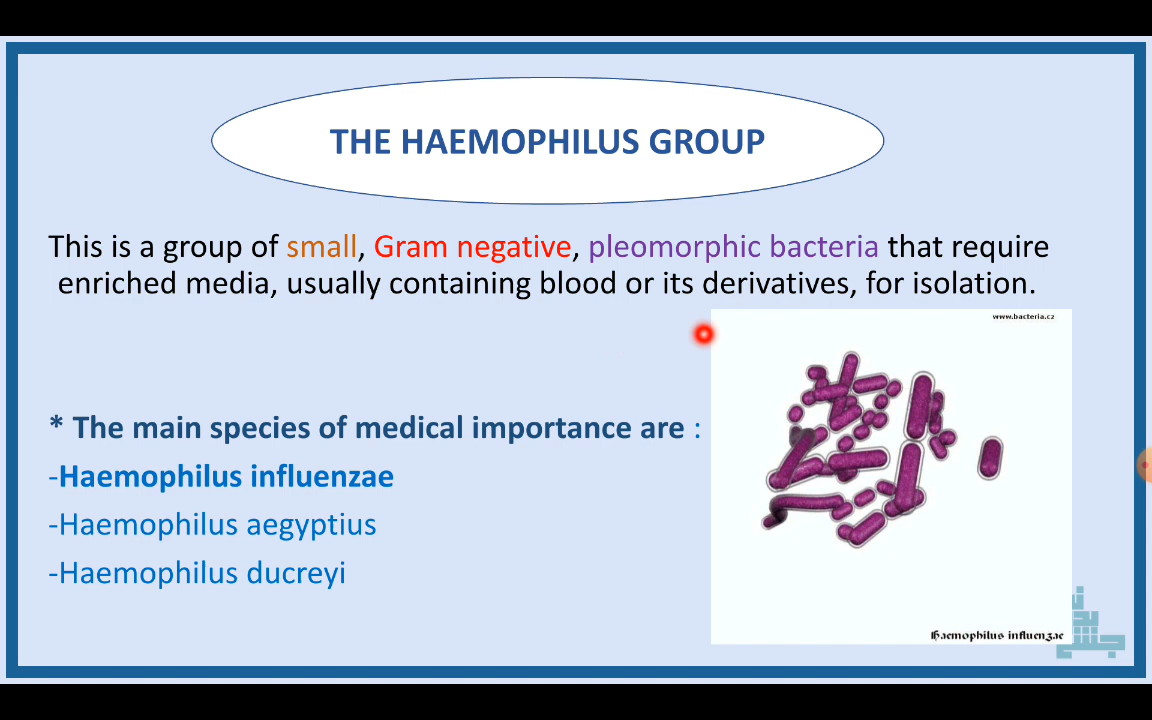 THE HAEMOPHILUS GROUP
This is a group of small, Gram negative, pleomorphic bacteria that require
enriched media, usually containing blood or its derivatives, for isolation.
www.bacteria.cz
* The main species of medical importance are :
-Haemophilus influenzae
-Haemophilus aegyptius
-Haemophilus ducreyi
Haemophilus influenzae